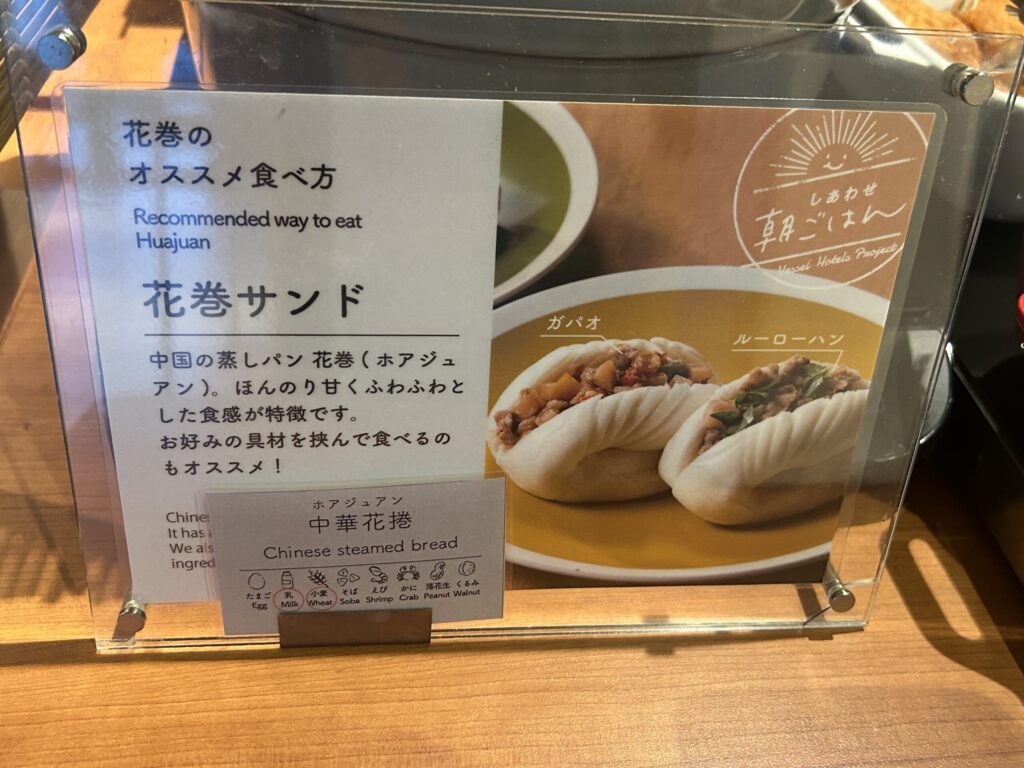 花巻の
オススメ食べ方
Recommended way to eat
Huajuan
花巻サンド
中国の蒸しパン 花巻(ホアジュ
アン)。ほんのり甘くふわふわと
した食感が特徴です。
お好みの具材を挟んで食べるの
もオススメ!
It has
We
ガパオ
ルーローハン
しあわせ
朝ごはん
Vessel Hotels Project
ホアジュアン
中華花捲
Chinese steamed bread
たまご 乳 小麦 そば えび かに 落花生 くるみ
Egg Milk Wheat Soba Shrimp Crab Peanut Walnut